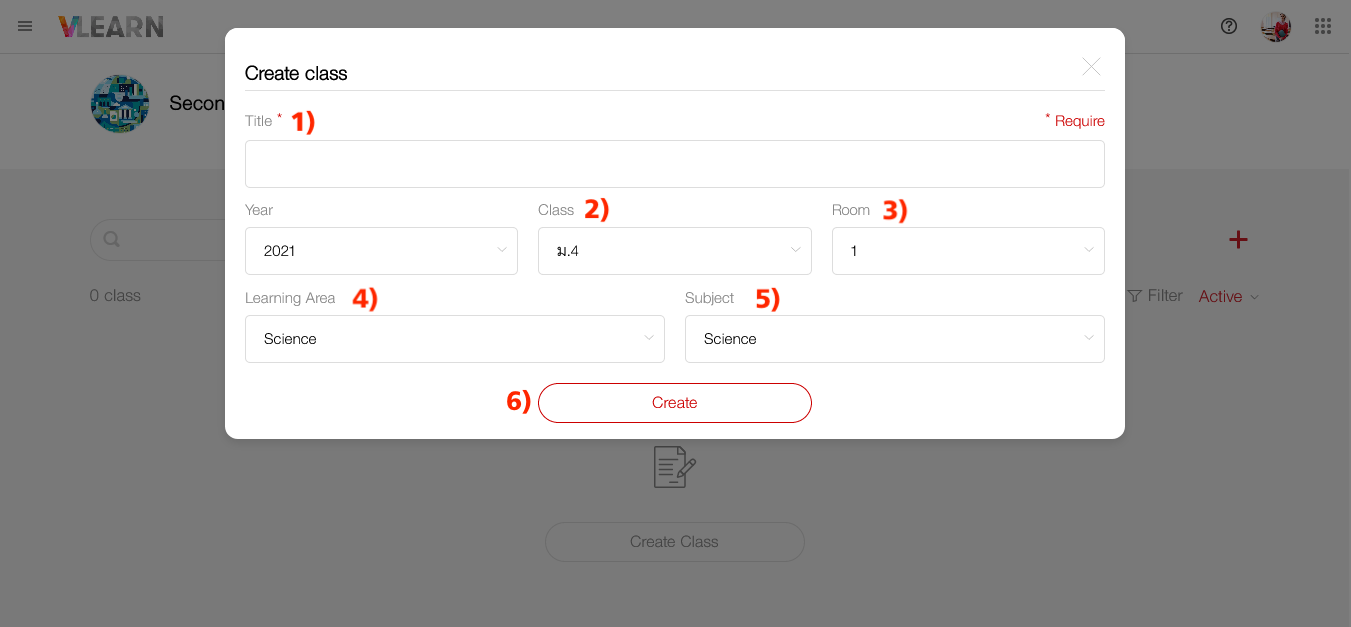 VLEARN
Create class
Secon
Title * 1)
* Require
Year
Class 2)
Room 3)
2021
ม.4
1
0 class
Learning Area 4)
Subject 5)
Filter
Active
Science
Science
6) Create
Create Class